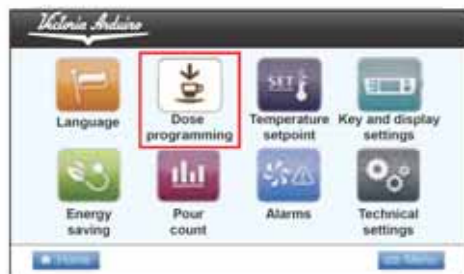 Victoria Arduino
Language
Dose programming
Temperature setpoint
Key and display settings
SET
Energy saving
Pour count
Alarms
Technical settings
Home
Menu